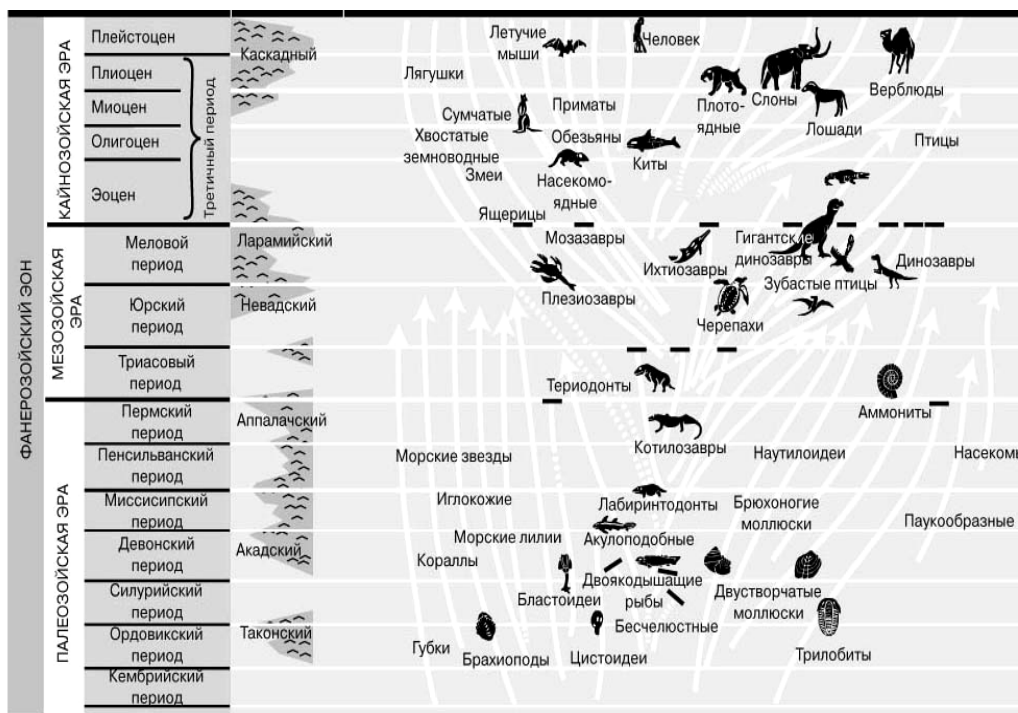 ФАНЕРОЗОЙСКИЙ ЭОН
КАЙНОЗОЙСКАЯ ЭРА
Плейстоцен
Плиоцен
Миоцен
Олигоцен
Эоцен
Третичный период
МЕЗОЗОЙСКАЯ
ЭРА
Меловой
период
Юрский
период
Триасовый
период
ПАЛЕОЗОЙСКАЯ ЭРА
Пермский
период
Пенсильванский
период
Миссисипский
период
Девонский
период
Силурийский
период
Ордовикский
период
Кембрийский
период
Каскадный
Ларамийский
Невадский
Аппалачский
Акадский
Таконский
Летучие
мыши
Человек
Лягушки
Слоны
Верблюды
Плото-
ядные
Сумчатые
Приматы
Лошади
Хвостатые
земноводные
Обезьяны
Киты
Птицы
Змеи
Насекомо-
ядные
Ящерицы
Мозазавры
Ихтиозавры
Гигантские
динозавры
Динозавры
Плезиозавры
Зубастые птицы
Черепахи
Териодонты
Аммониты
Котилозавры
Морские звезды
Наутилоидеи
Насекомы
Иглокожие
Лабиринтодонты
Брюхоногие
моллюски
Паукообразные
Морские лилии
Акулоподобные
Кораллы
Двоякодышащие
рыбы
Двустворчатые
моллюски
Бластоидеи
Бесчелюстные
Губки
Брахиоподы
Цистоидеи
Трилобиты